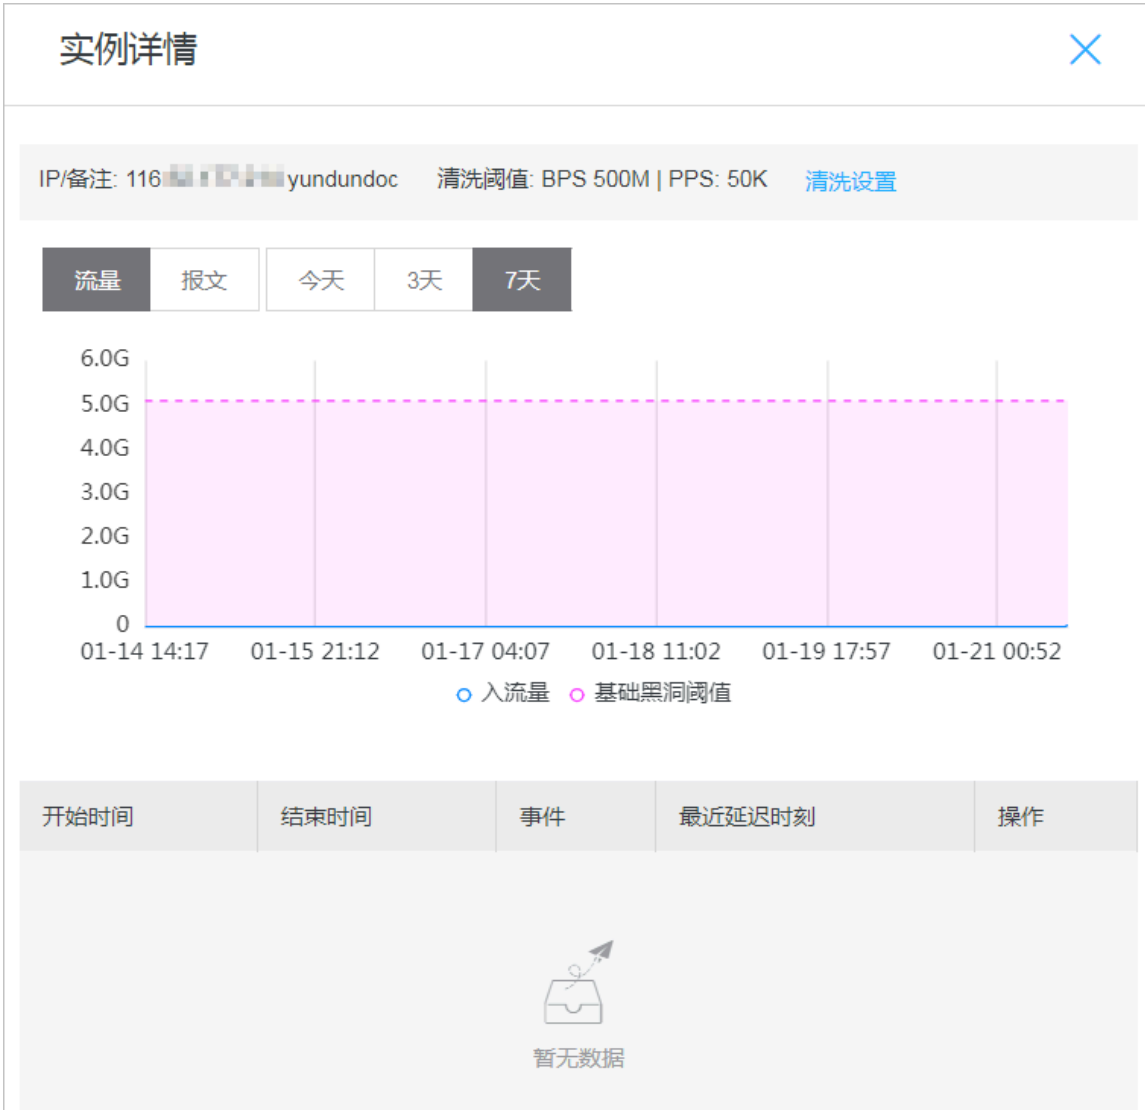 实例详情
IP/备注: 116 yundundoc 清洗阈值: BPS 500M | PPS: 50K 清洗设置
流量 报文 今天 3天 7天
6.0G
5.0G
4.0G
3.0G
2.0G
1.0G
0
01-14 14:17 01-15 21:12 01-17 04:07 01-18 11:02 01-19 17:57 01-21 00:52
入流量 基础黑洞阈值
开始时间 结束时间 事件 最近延迟时刻 操作
暂无数据